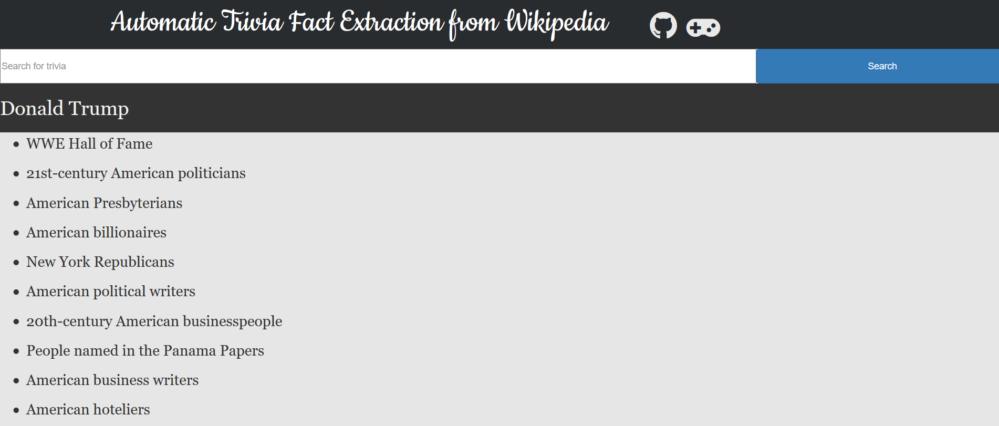 Automatic Trivia Fact Extraction from Wikipedia
Search for trivia
Search
Donald Trump
WWE Hall of Fame
21st-century American politicians
American Presbyterians
American billionaires
New York Republicans
American political writers
20th-century American businesspeople
People named in the Panama Papers
American business writers
American hoteliers